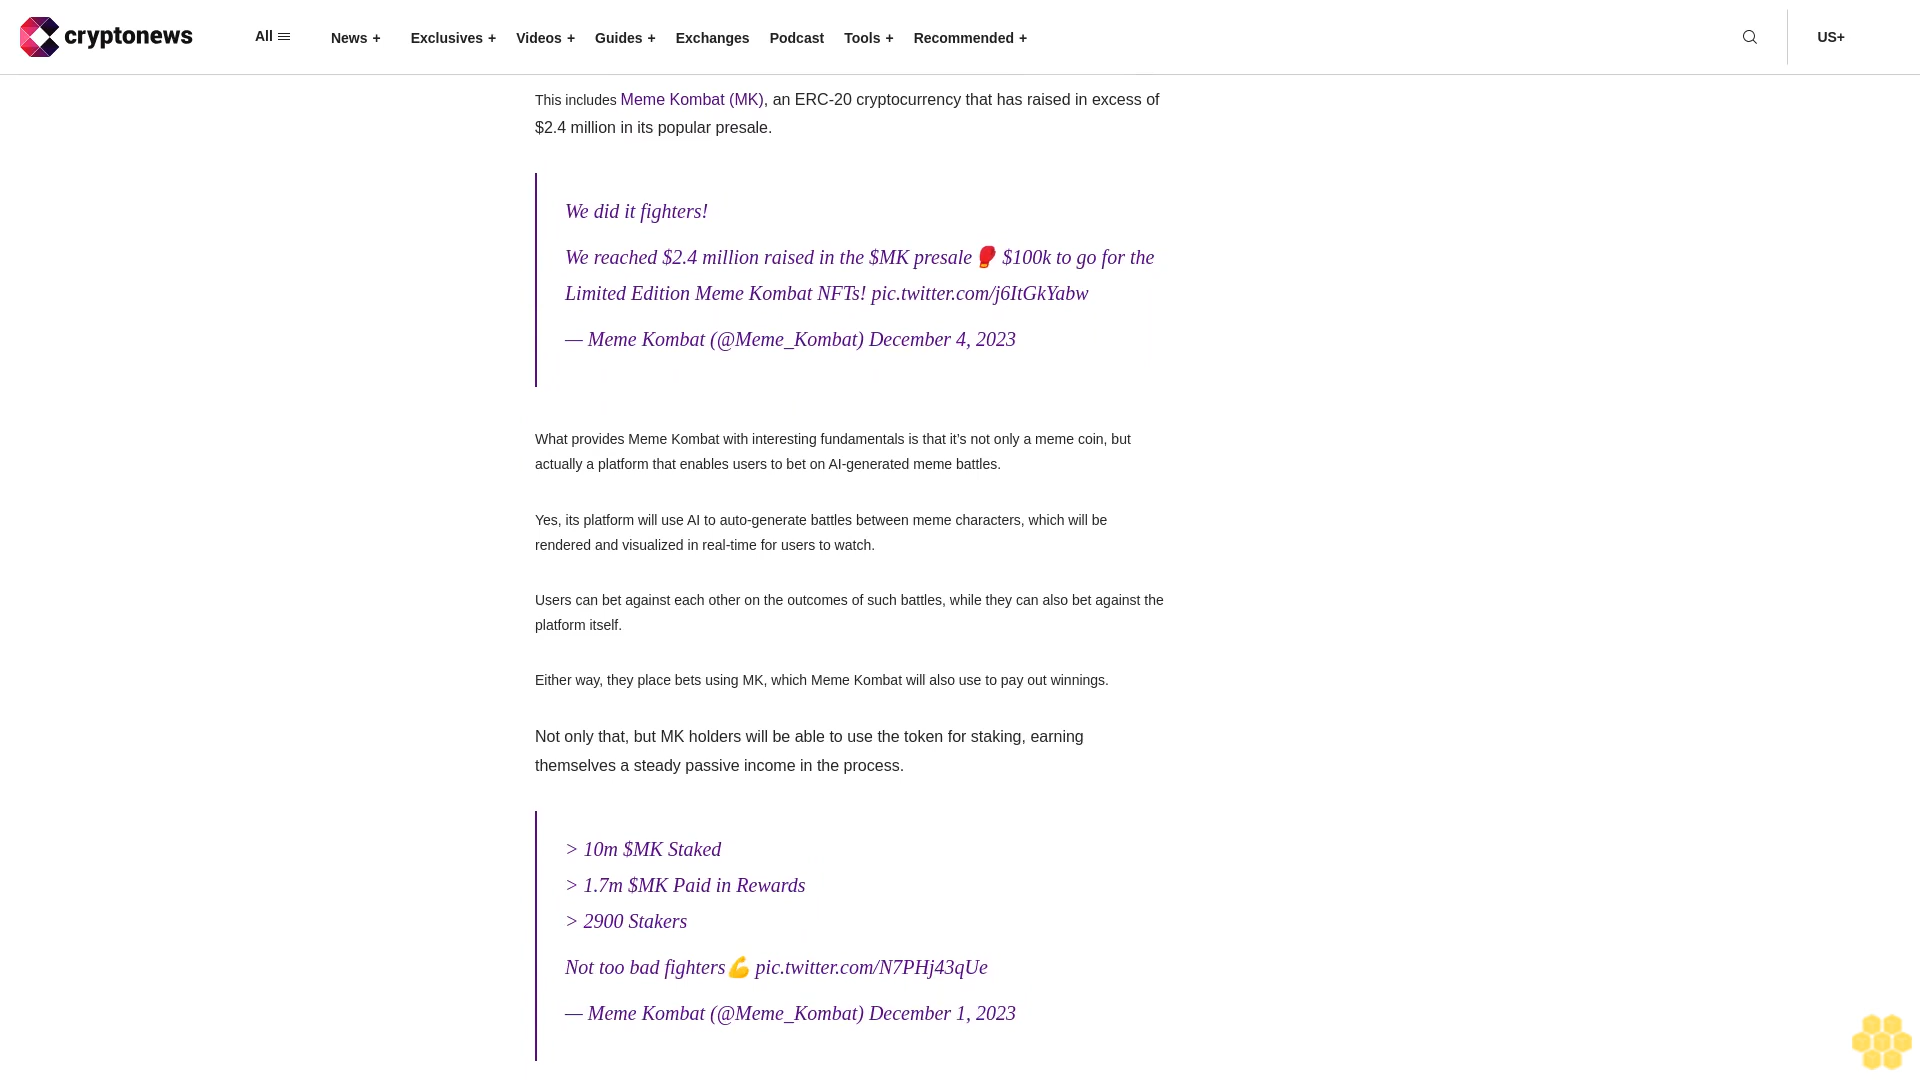 cryptonews
All
News +
Exclusives +
Videos +
Guides +
Exchanges
Podcast
Tools +
Recommended +
US+
This includes Meme Kombat (MK), an ERC-20 cryptocurrency that has raised in excess of
$2.4 million in its popular presale.
We did it fighters!
We reached $2.4 million raised in the $MK presale🥊 $100k to go for the
Limited Edition Meme Kombat NFTs! pic.twitter.com/j6ItGkYabw
— Meme Kombat (@Meme_Kombat) December 4, 2023
What provides Meme Kombat with interesting fundamentals is that it’s not only a meme coin, but
actually a platform that enables users to bet on AI-generated meme battles.
Yes, its platform will use AI to auto-generate battles between meme characters, which will be
rendered and visualized in real-time for users to watch.
Users can bet against each other on the outcomes of such battles, while they can also bet against the
platform itself.
Either way, they place bets using MK, which Meme Kombat will also use to pay out winnings.
Not only that, but MK holders will be able to use the token for staking, earning
themselves a steady passive income in the process.
> 10m $MK Staked
> 1.7m $MK Paid in Rewards
> 2900 Stakers
Not too bad fighters💪 pic.twitter.com/N7PHj43qUe
— Meme Kombat (@Meme_Kombat) December 1, 2023